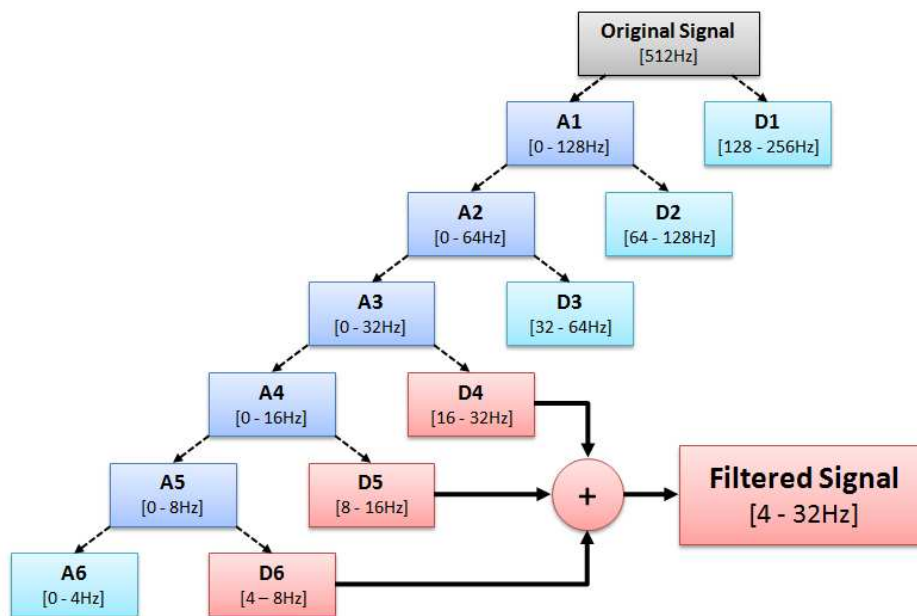 Original Signal
[512Hz]
A1
[0 - 128Hz]
D1
[128 - 256Hz]
A2
[0 - 64Hz]
D2
[64 - 128Hz]
A3
[0 - 32Hz]
D3
[32 - 64Hz]
A4
[0 - 16Hz]
D4
[16 - 32Hz]
A5
[0 - 8Hz]
D5
[8 - 16Hz]
+
Filtered Signal
[4 - 32Hz]
A6
[0 - 4Hz]
D6
[4 – 8Hz]